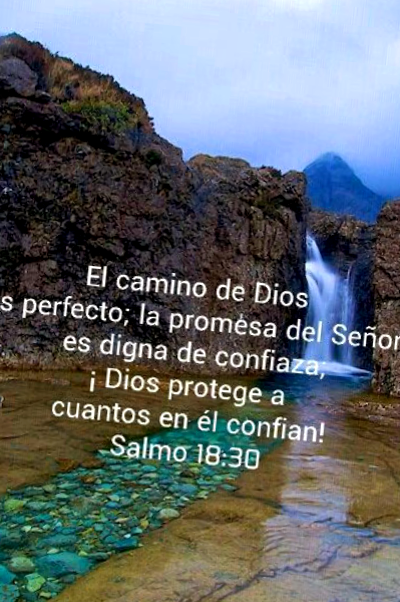 El camino de Dios
s perfecto; la promesa del Señor
es digna de confiaza;
¡ Dios protege a
cuantos en él confian!
Salmo 18:30